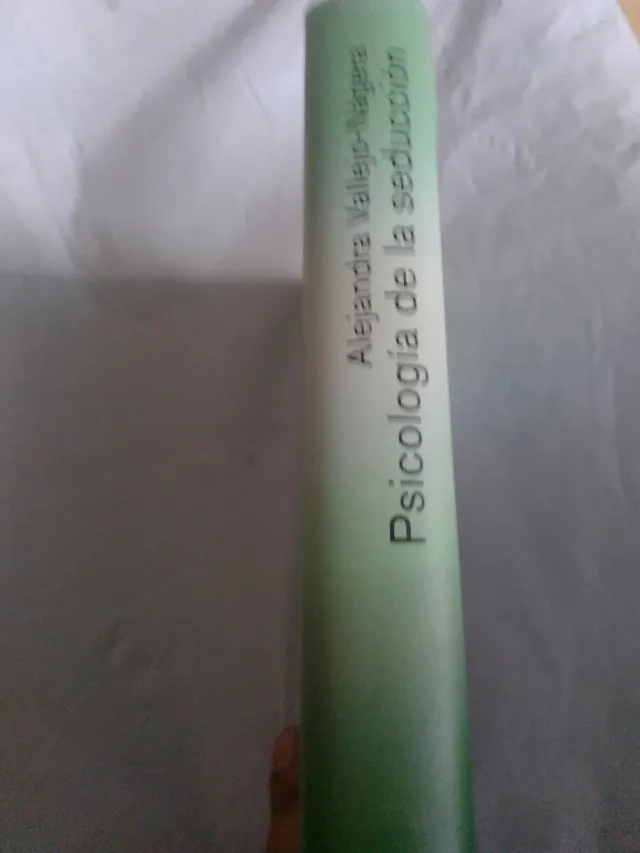 Alejandra Vallejo-Nágera
Psicología de la seducción